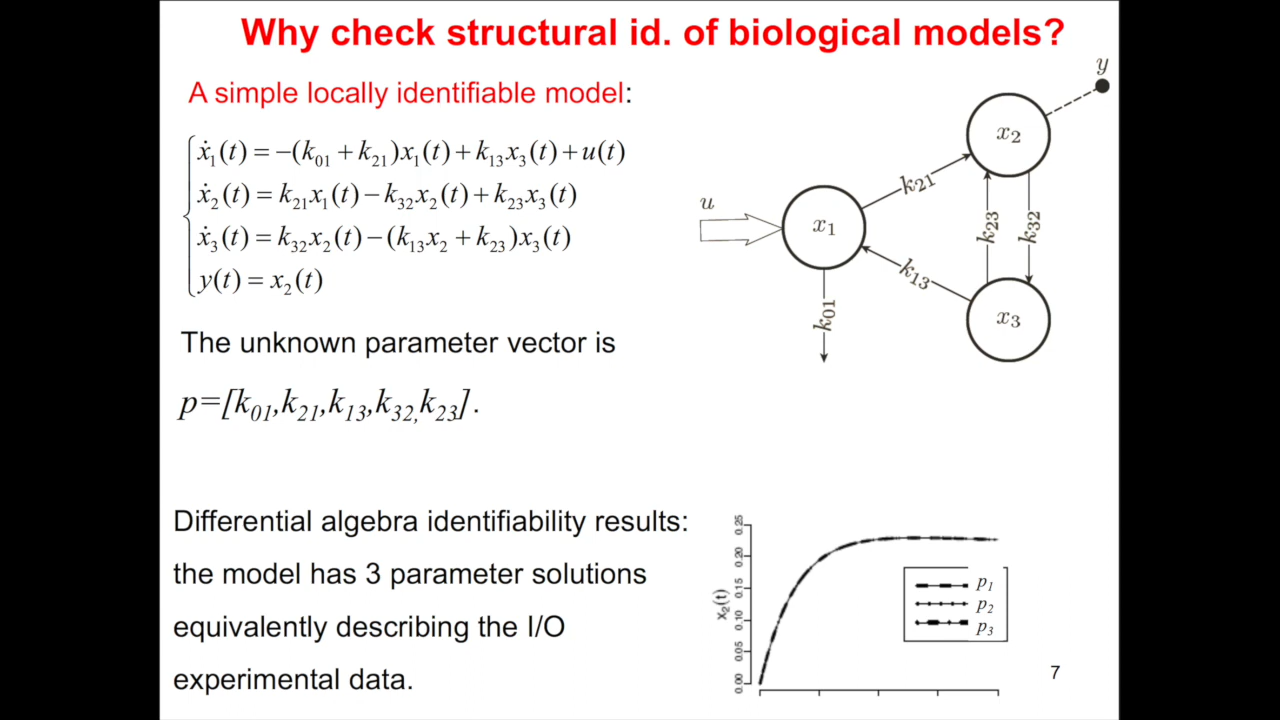 Why check structural id. of biological models?
A simple locally identifiable model:
ẋ₁(t) = −(k₀₁ + k₂₁)x₁(t) + k₁₃x₃(t) + u(t)
ẋ₂(t) = k₂₁x₁(t) − k₃₂x₂(t) + k₂₃x₃(t)
ẋ₃(t) = k₃₂x₂(t) − (k₁₃x₂ + k₂₃)x₃(t)
y(t) = x₂(t)
y
x₂
k₂₁
u
x₁
k₂₃
k₃₂
k₁₃
k₀₁
x₃
The unknown parameter vector is
p=[k₀₁,k₂₁,k₁₃,k₃₂,k₂₃].
Differential algebra identifiability results:
the model has 3 parameter solutions
equivalently describing the I/O
experimental data.
x₂(t)
0.25
0.20
0.15
0.10
0.05
0.00
p₁
p₂
p₃
7